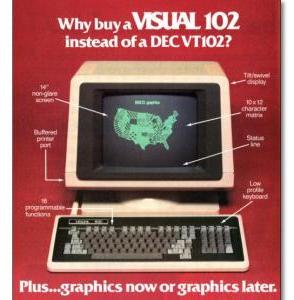 Why buy a VISUAL 102
instead of a DEC VT102?
14"
non-glare
screen
Tilt/swivel
display
10 x 12
character
matrix
Buffered
printer
port
Status
line
Low
profile
keyboard
16
programmable
functions
Plus...graphics now or graphics later.